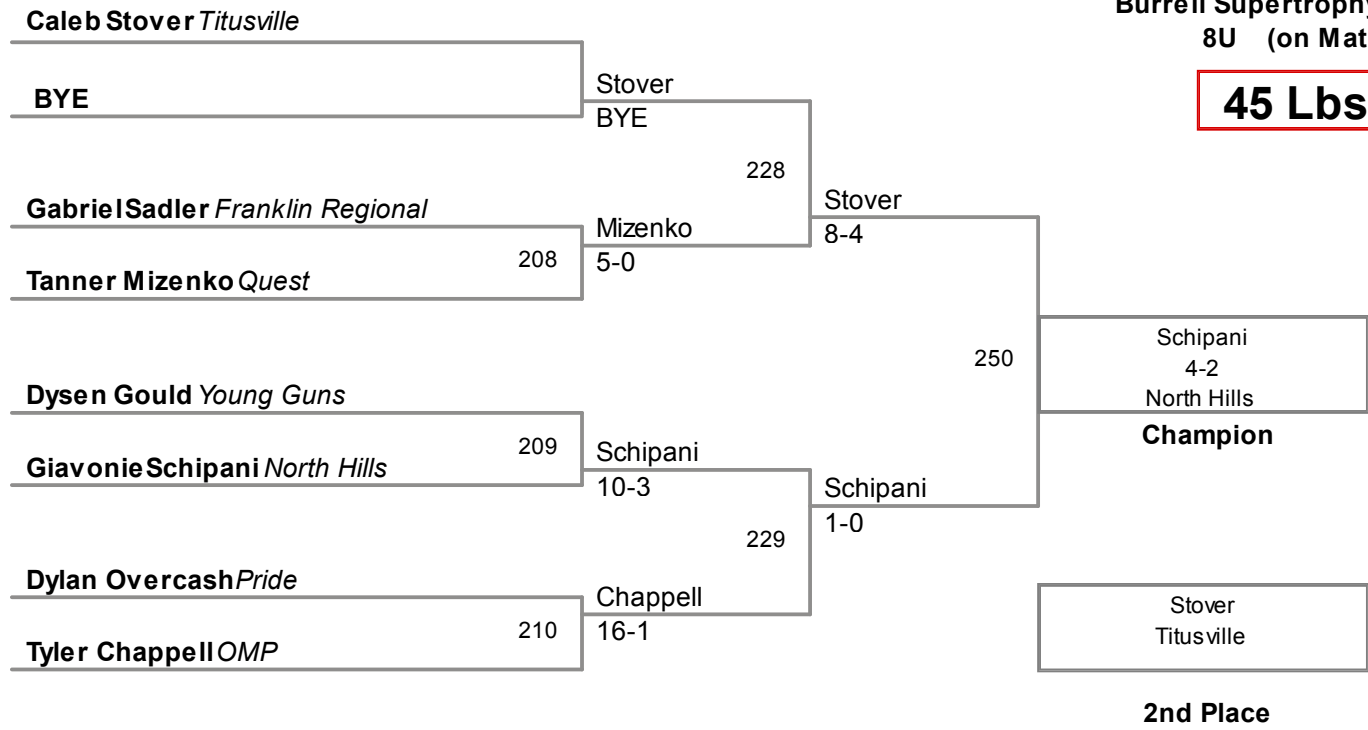 Caleb Stover Titusville
BYE
Stover
BYE
228
Gabriel Sadler Franklin Regional
208
Tanner Mizenko Quest
Mizenko
5-0
Stover
8-4
250
Dysen Gould Young Guns
209
Giavonie Schipani North Hills
Schipani
10-3
229
Schipani
1-0
Dylan Overcash Pride
210
Tyler Chappell OMP
Chappell
16-1
Burrell Supertrophy
8U (on Mat
45 Lbs
Schipani
4-2
North Hills
Champion
Stover
Titusville
2nd Place